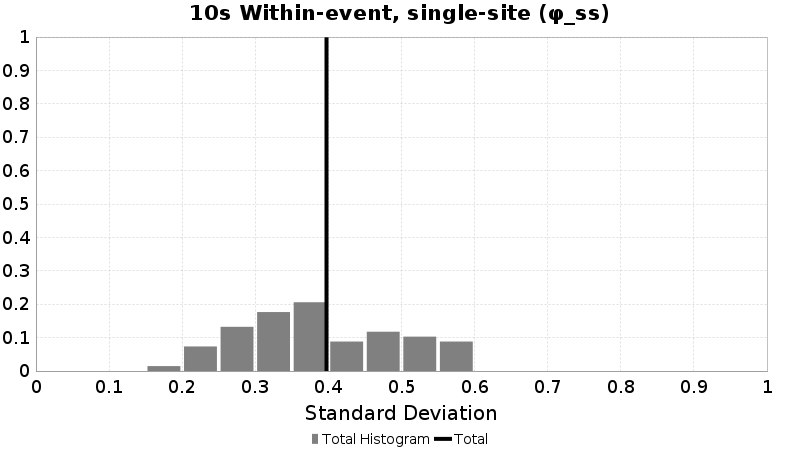 10s Within-event, single-site (φ_ss)
1
0.9
0.8
0.7
0.6
0.5
0.4
0.3
0.2
0.1
0
0 0.1 0.2 0.3 0.4 0.5 0.6 0.7 0.8 0.9 1
Standard Deviation
Total Histogram Total